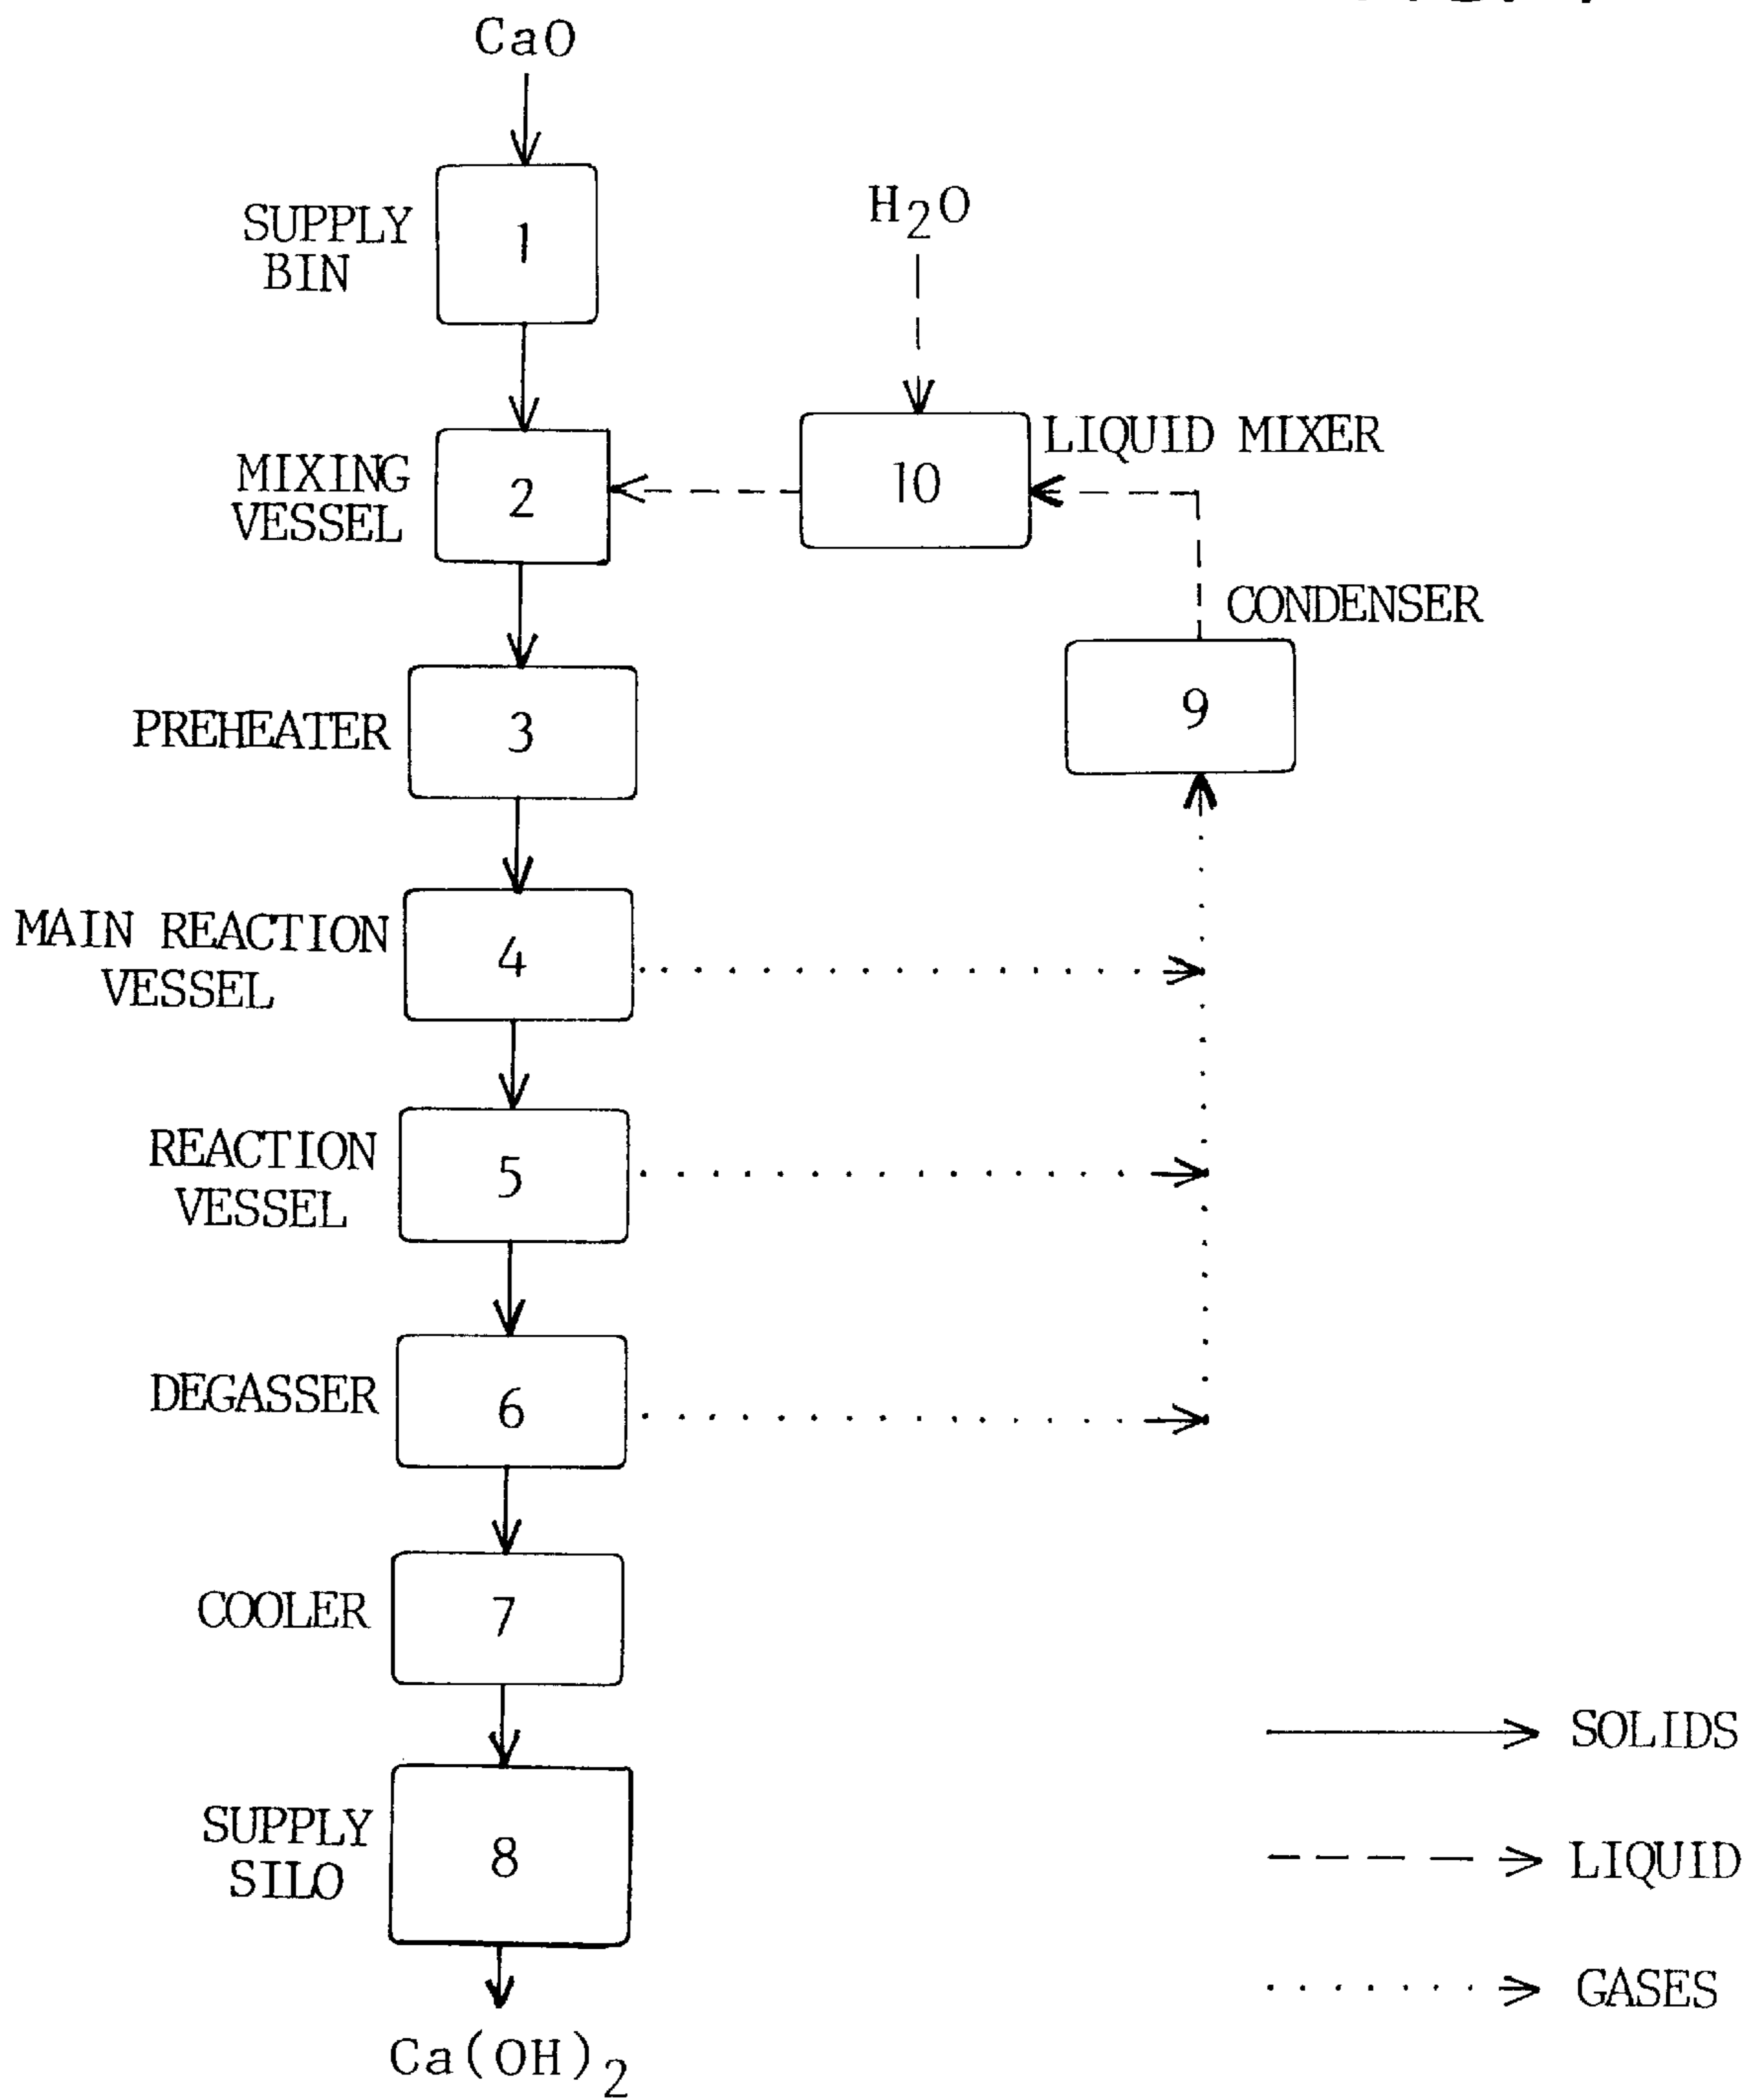 CaO
SUPPLY
BIN
1
H2O
MIXING
VESSEL
2
10
LIQUID MIXER
CONDENSER
PREHEATER
3
9
MAIN REACTION
VESSEL
4
REACTION
VESSEL
5
DEGASSER
6
COOLER
7
SOLIDS
SUPPLY
SILO
8
LIQUID
GASES
Ca(OH)2